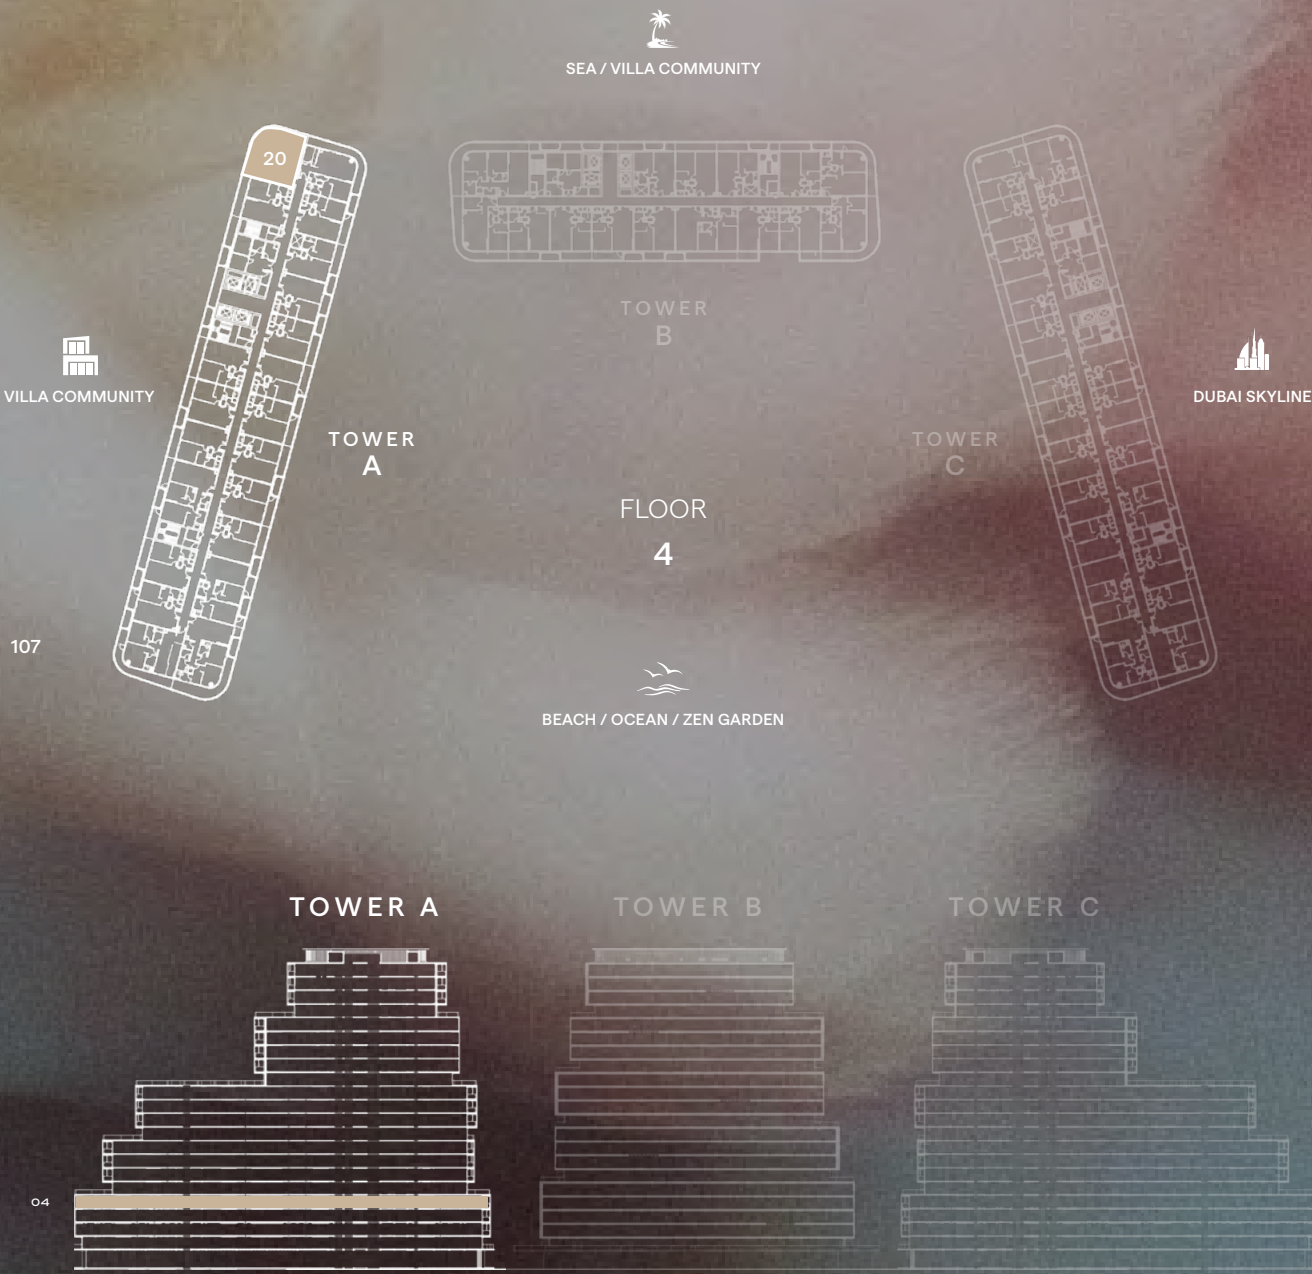 SEA / VILLA COMMUNITY
20
TOWER
B
VILLA COMMUNITY
DUBAI SKYLINE
TOWER
A
TOWER
C
FLOOR
4
107
BEACH / OCEAN / ZEN GARDEN
TOWER A
TOWER B
TOWER C
04